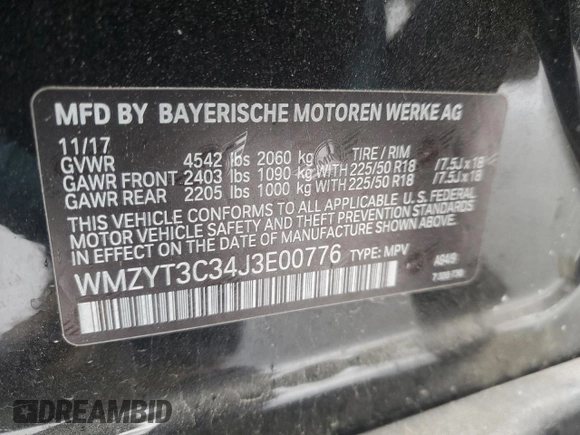 MFD BY BAYERISCHE MOTOREN WERKE AG
11/17 TIRE / RIM
GVWR 4542 lbs 2060 kg
GAWR FRONT 2403 lbs 1090 kg WITH 225/50 R18 /7.5J x 18
GAWR REAR 2205 lbs 1000 kg WITH 225/50 R18 /7.5J x 18
THIS VEHICLE CONFORMS TO ALL APPLICABLE U. S. FEDERAL
MOTOR VEHICLE SAFETY AND THEFT PREVENTION STANDARDS
IN EFFECT ON THE DATE OF MANUFACTURE SHOWN ABOVE.
WMZYT3C34J3E00776 TYPE: MPV
DREAMBID